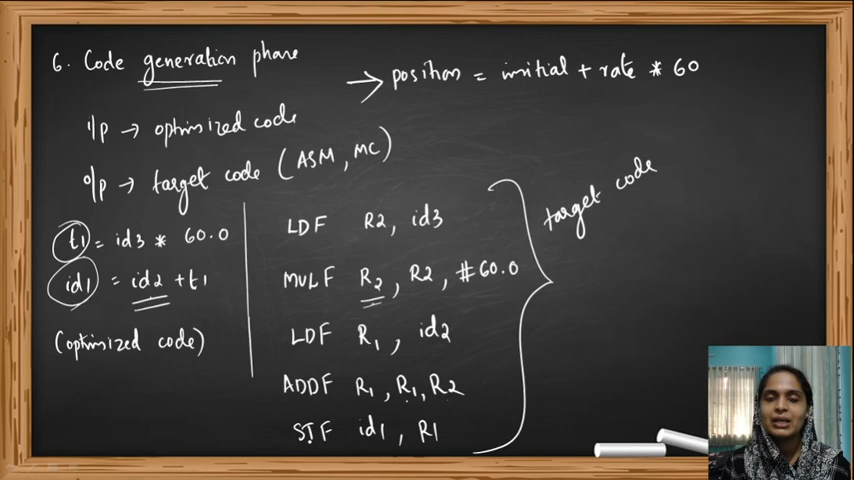 6. Code generation phase
→ position = initial + rate * 60
i/p → optimized code
o/p → target code (ASM, MC)
t1 = id3 * 60.0
id1 = id2 + t1
(optimized code)
LDF R2, id3
MULF R2, R2, #60.0
LDF R1, id2
ADDF R1, R1, R2
STF id1, R1
target code